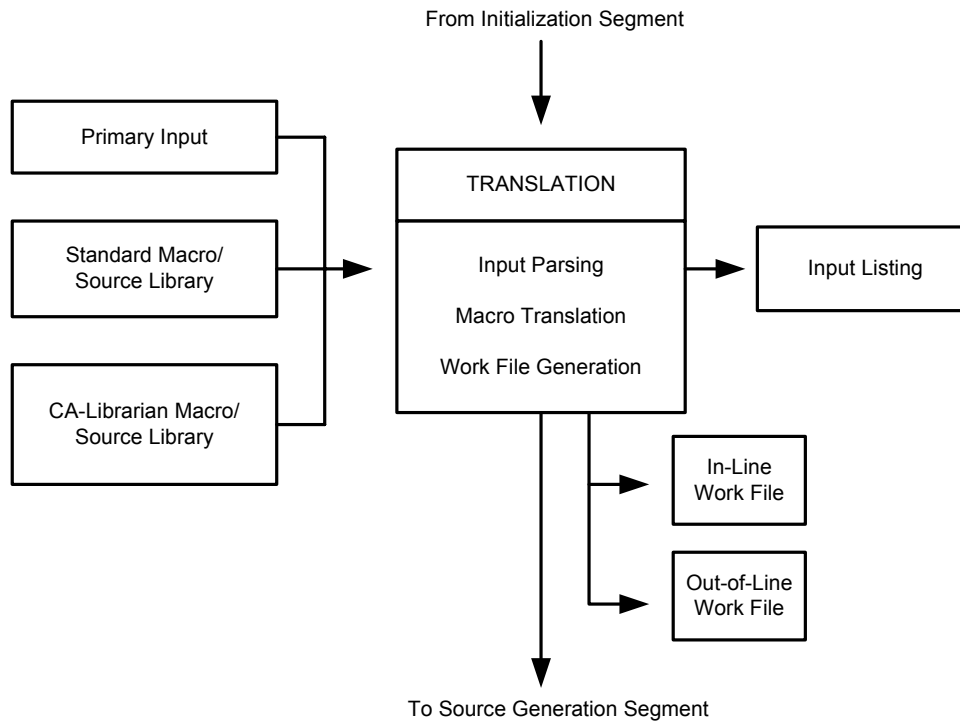 From Initialization Segment
Primary Input
Standard Macro/
Source Library
CA-Librarian Macro/
Source Library
TRANSLATION
Input Parsing
Macro Translation
Work File Generation
Input Listing
In-Line
Work File
Out-of-Line
Work File
To Source Generation Segment